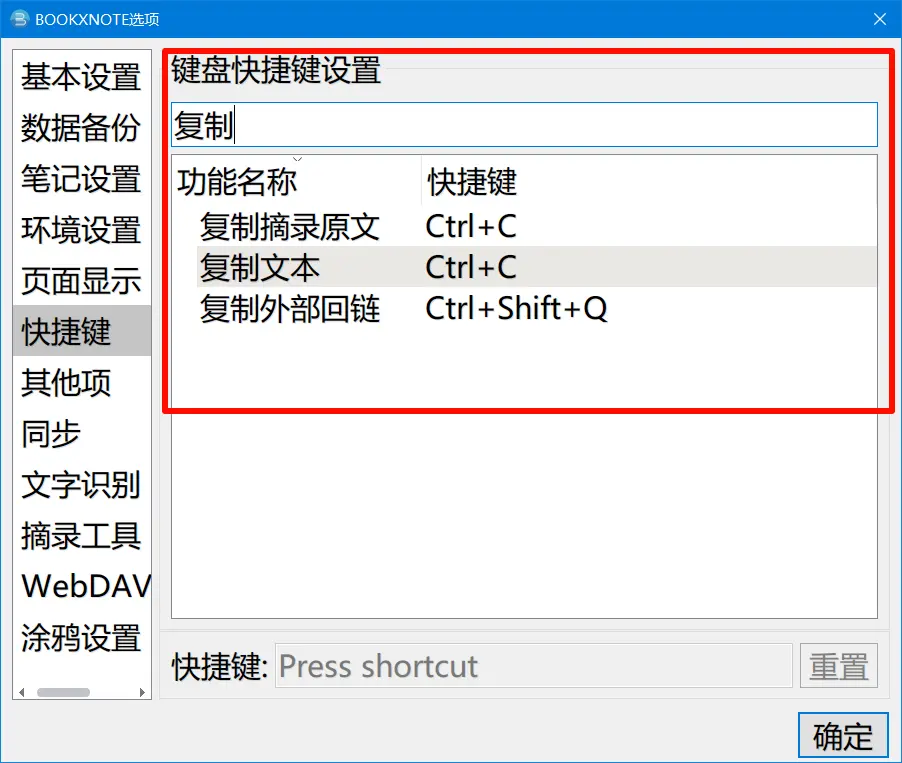 BOOKXNOTE选项
基本设置
数据备份
笔记设置
环境设置
页面显示
快捷键
其他项
同步
文字识别
摘录工具
WebDAV
涂鸦设置
键盘快捷键设置
复制
功能名称 快捷键
复制摘录原文 Ctrl+C
复制文本 Ctrl+C
复制外部回链 Ctrl+Shift+Q
快捷键: Press shortcut 重置
确定